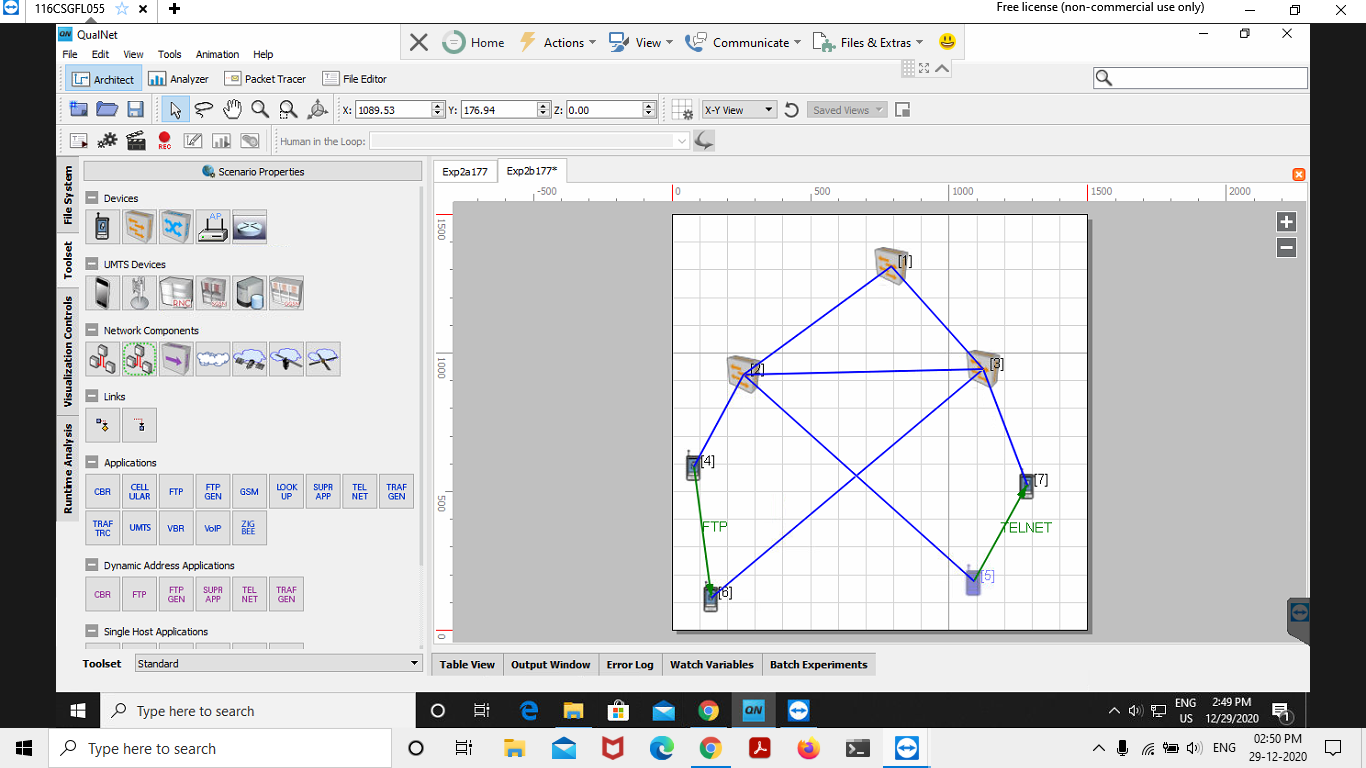 116CSGFL055
Free license (non-commercial use only)
QN QualNet
File Edit View Tools Animation Help
Home Actions View Communicate Files & Extras
Architect Analyzer Packet Tracer File Editor
X: 1089.53 Y: 176.94 Z: 0.00 X-Y View Saved Views
REC Human in the Loop:
File System
Toolset
Visualization Controls
Runtime Analysis
Scenario Properties
Devices
AP
UMTS Devices
RNC
Network Components
Links
Applications
CBR CELL ULAR FTP FTP GEN GSM LOOK UP SUPR APP TEL NET TRAF GEN
TRAF TRC UMTS VBR VoIP ZIG BEE
Dynamic Address Applications
CBR FTP FTP GEN SUPR APP TEL NET TRAF GEN
Single Host Applications
Toolset Standard
Exp2a177 Exp2b177*
-500 0 500 1000 1500 2000
1500
1000
500
0
[1]
[2]
[3]
[4]
[7]
FTP
TELNET
[5]
[6]
Table View Output Window Error Log Watch Variables Batch Experiments
Type here to search
QN
ENG
US
2:49 PM
12/29/2020
1
Type here to search
ENG
02:50 PM
29-12-2020